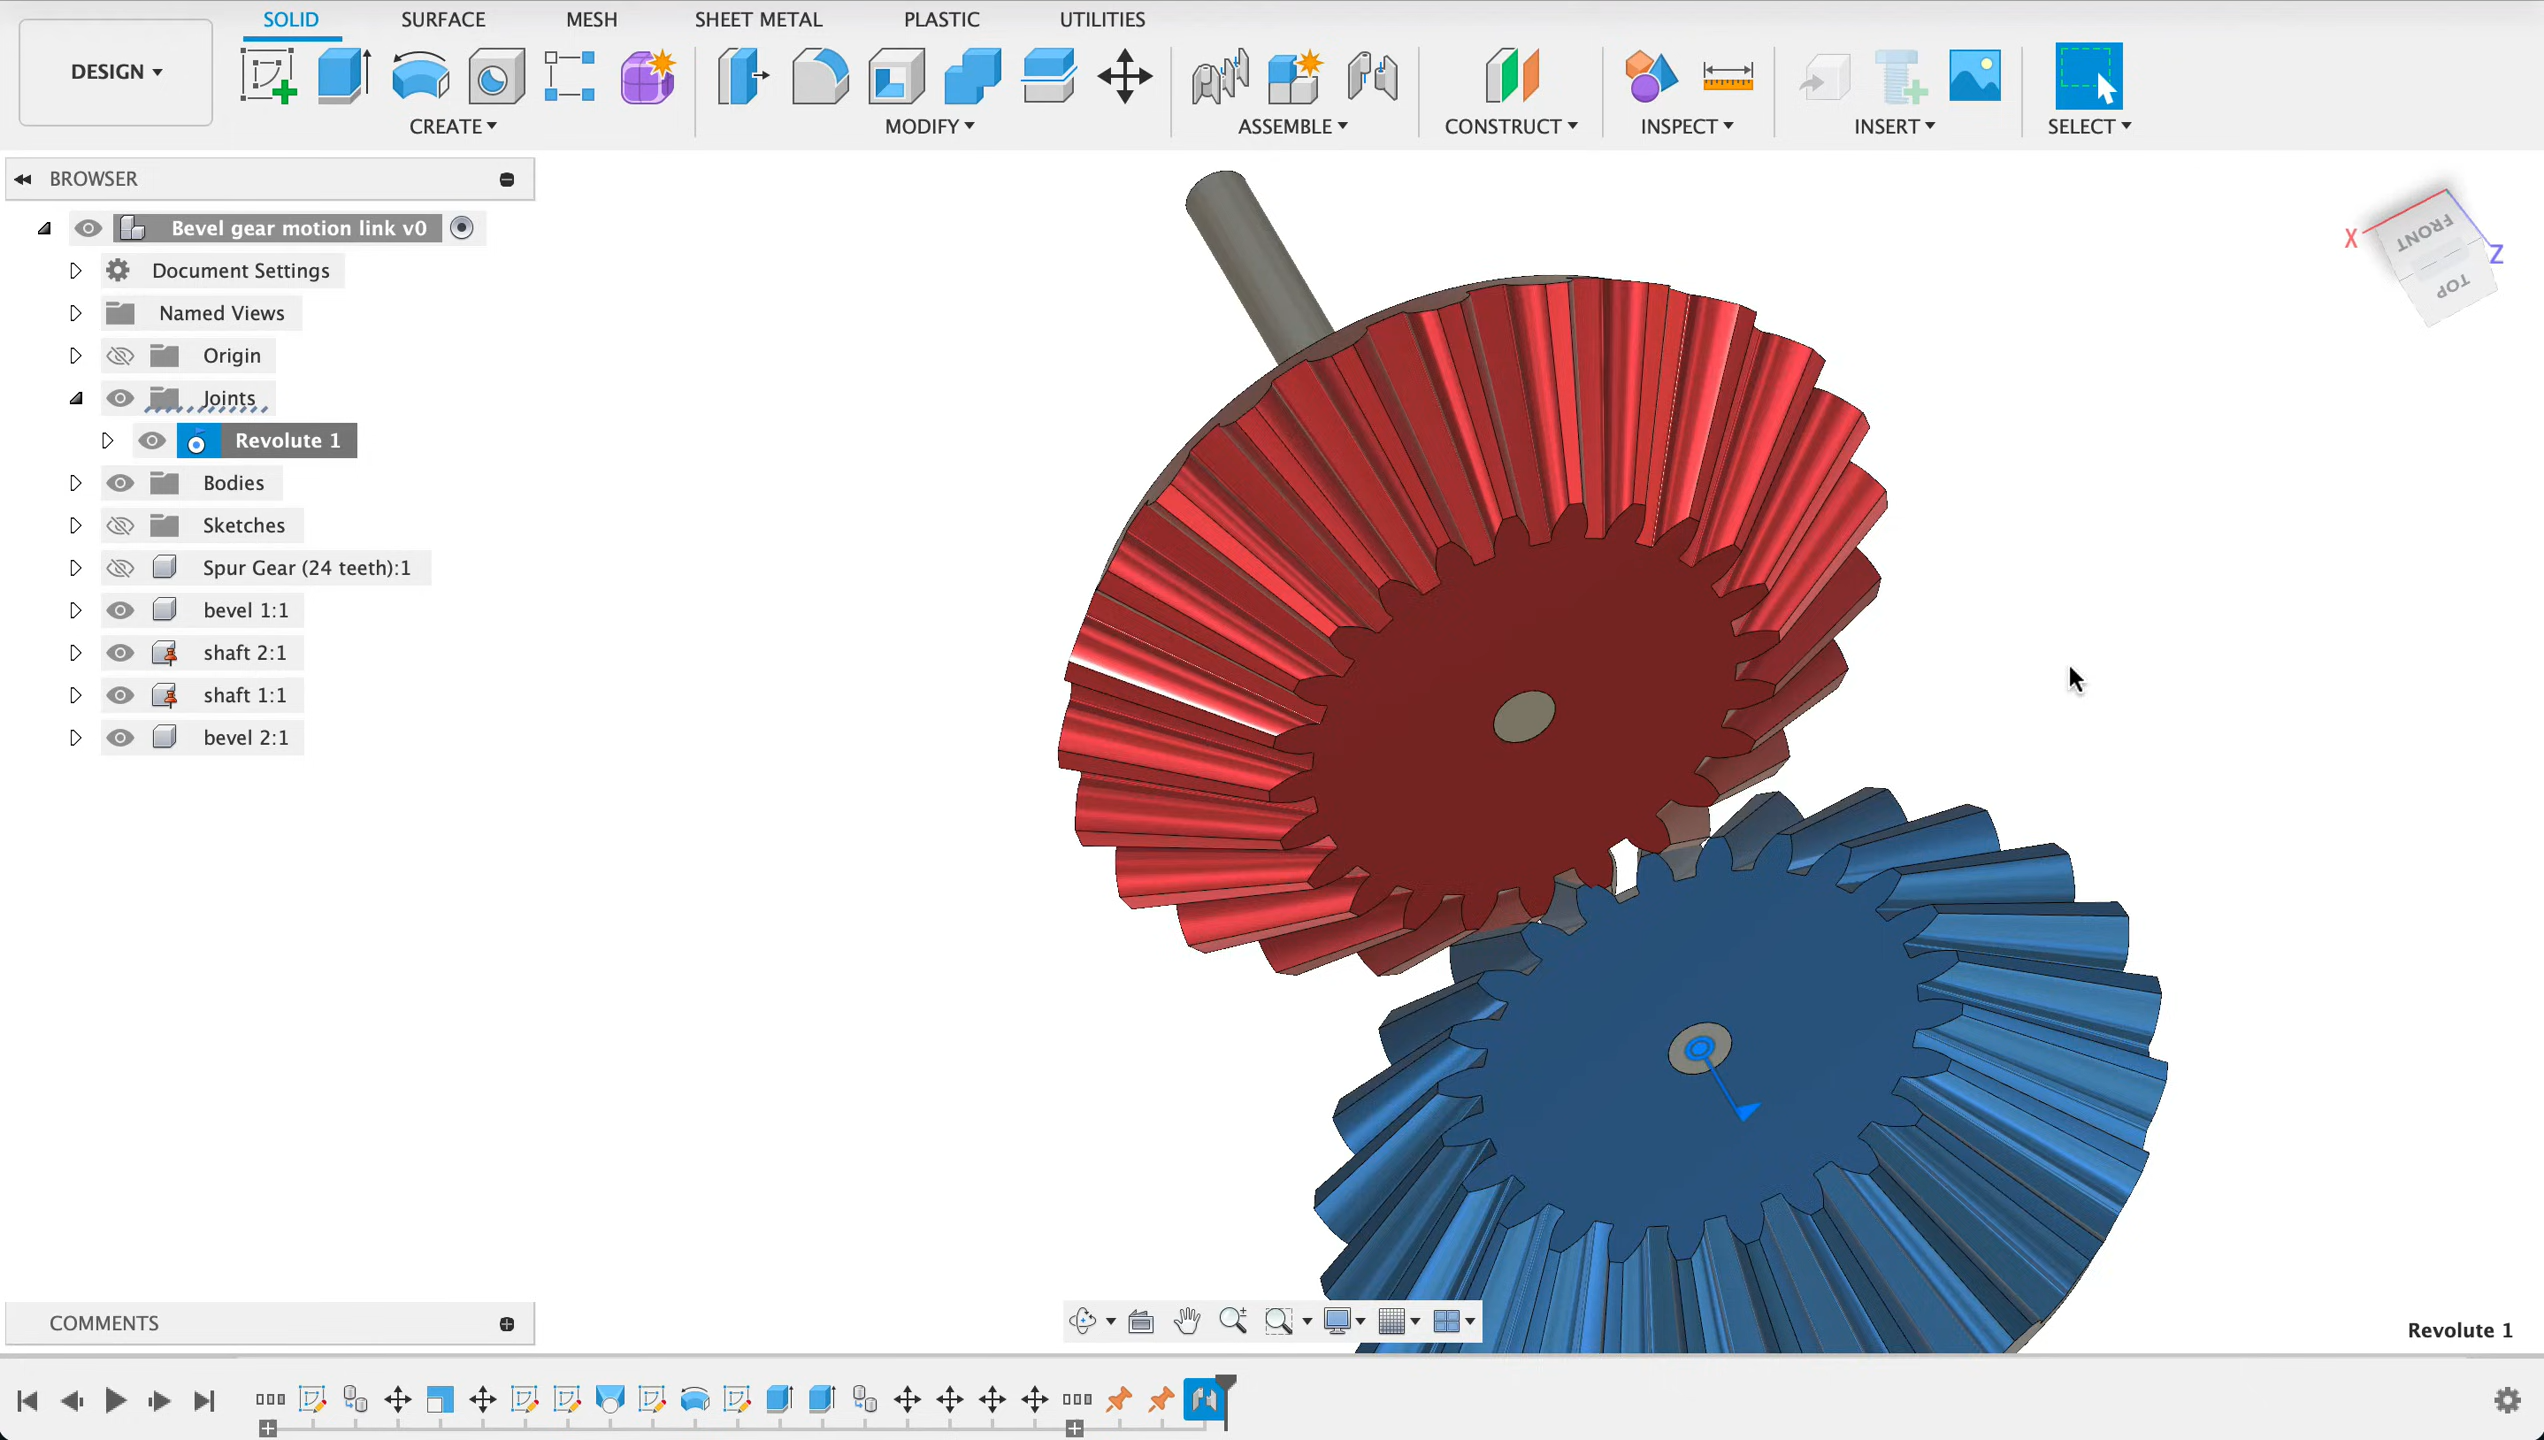 SOLID SURFACE MESH SHEET METAL PLASTIC UTILITIES
DESIGN
CREATE MODIFY ASSEMBLE CONSTRUCT INSPECT INSERT SELECT
BROWSER
Bevel gear motion link v0
Document Settings
Named Views
Origin
Joints
Revolute 1
Bodies
Sketches
Spur Gear (24 teeth):1
bevel 1:1
shaft 2:1
shaft 1:1
bevel 2:1
X
FRONT
Z
TOP
COMMENTS
Revolute 1